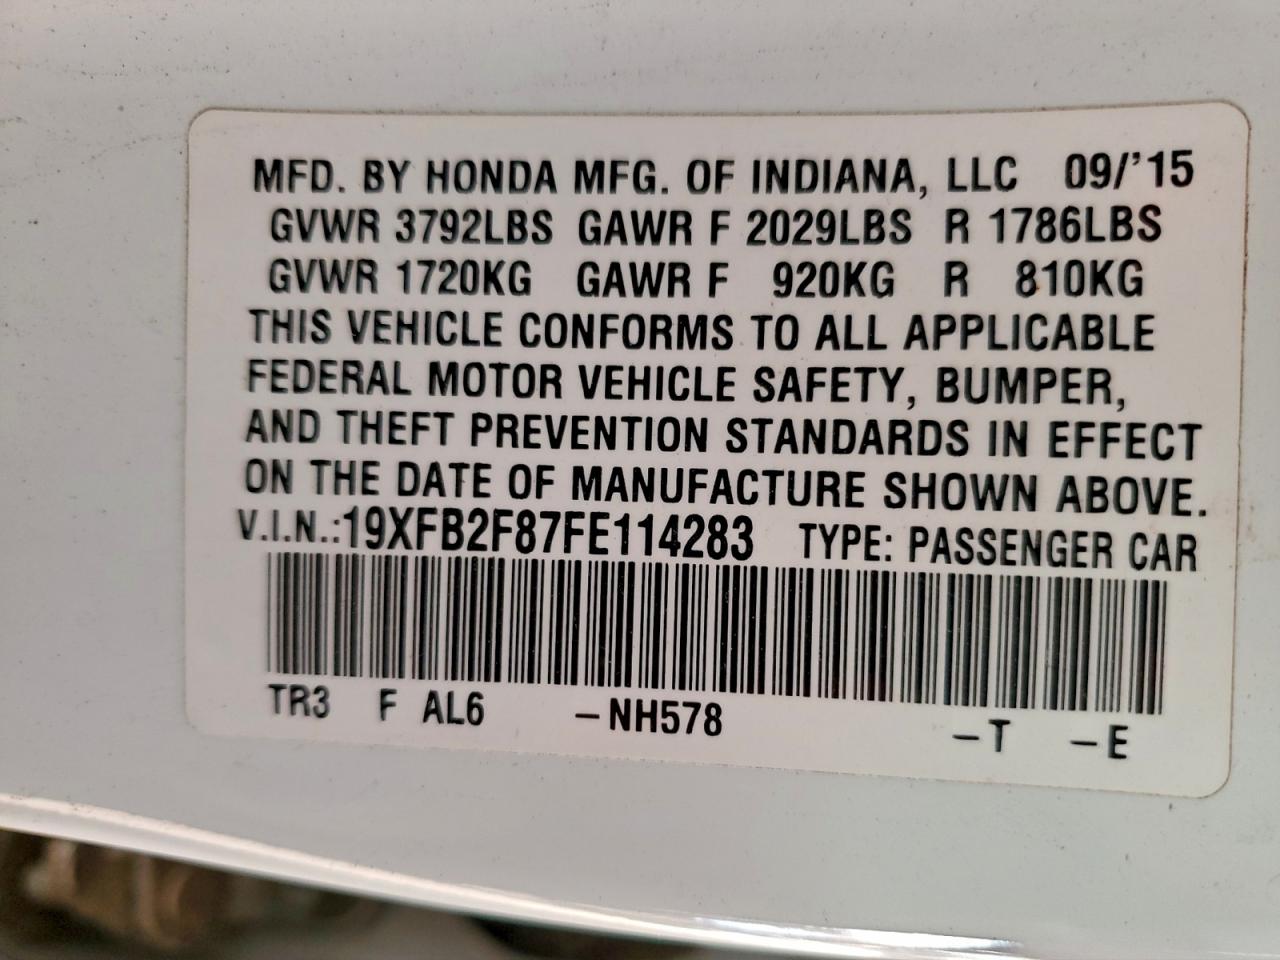 MFD. BY HONDA MFG. OF INDIANA, LLC 09/'15
GVWR 3792LBS GAWR F 2029LBS R 1786LBS
GVWR 1720KG GAWR F 920KG R 810KG
THIS VEHICLE CONFORMS TO ALL APPLICABLE
FEDERAL MOTOR VEHICLE SAFETY, BUMPER,
AND THEFT PREVENTION STANDARDS IN EFFECT
ON THE DATE OF MANUFACTURE SHOWN ABOVE.
V.I.N.:19XFB2F87FE114283 TYPE: PASSENGER CAR
TR3 F AL6 –NH578 –T –E